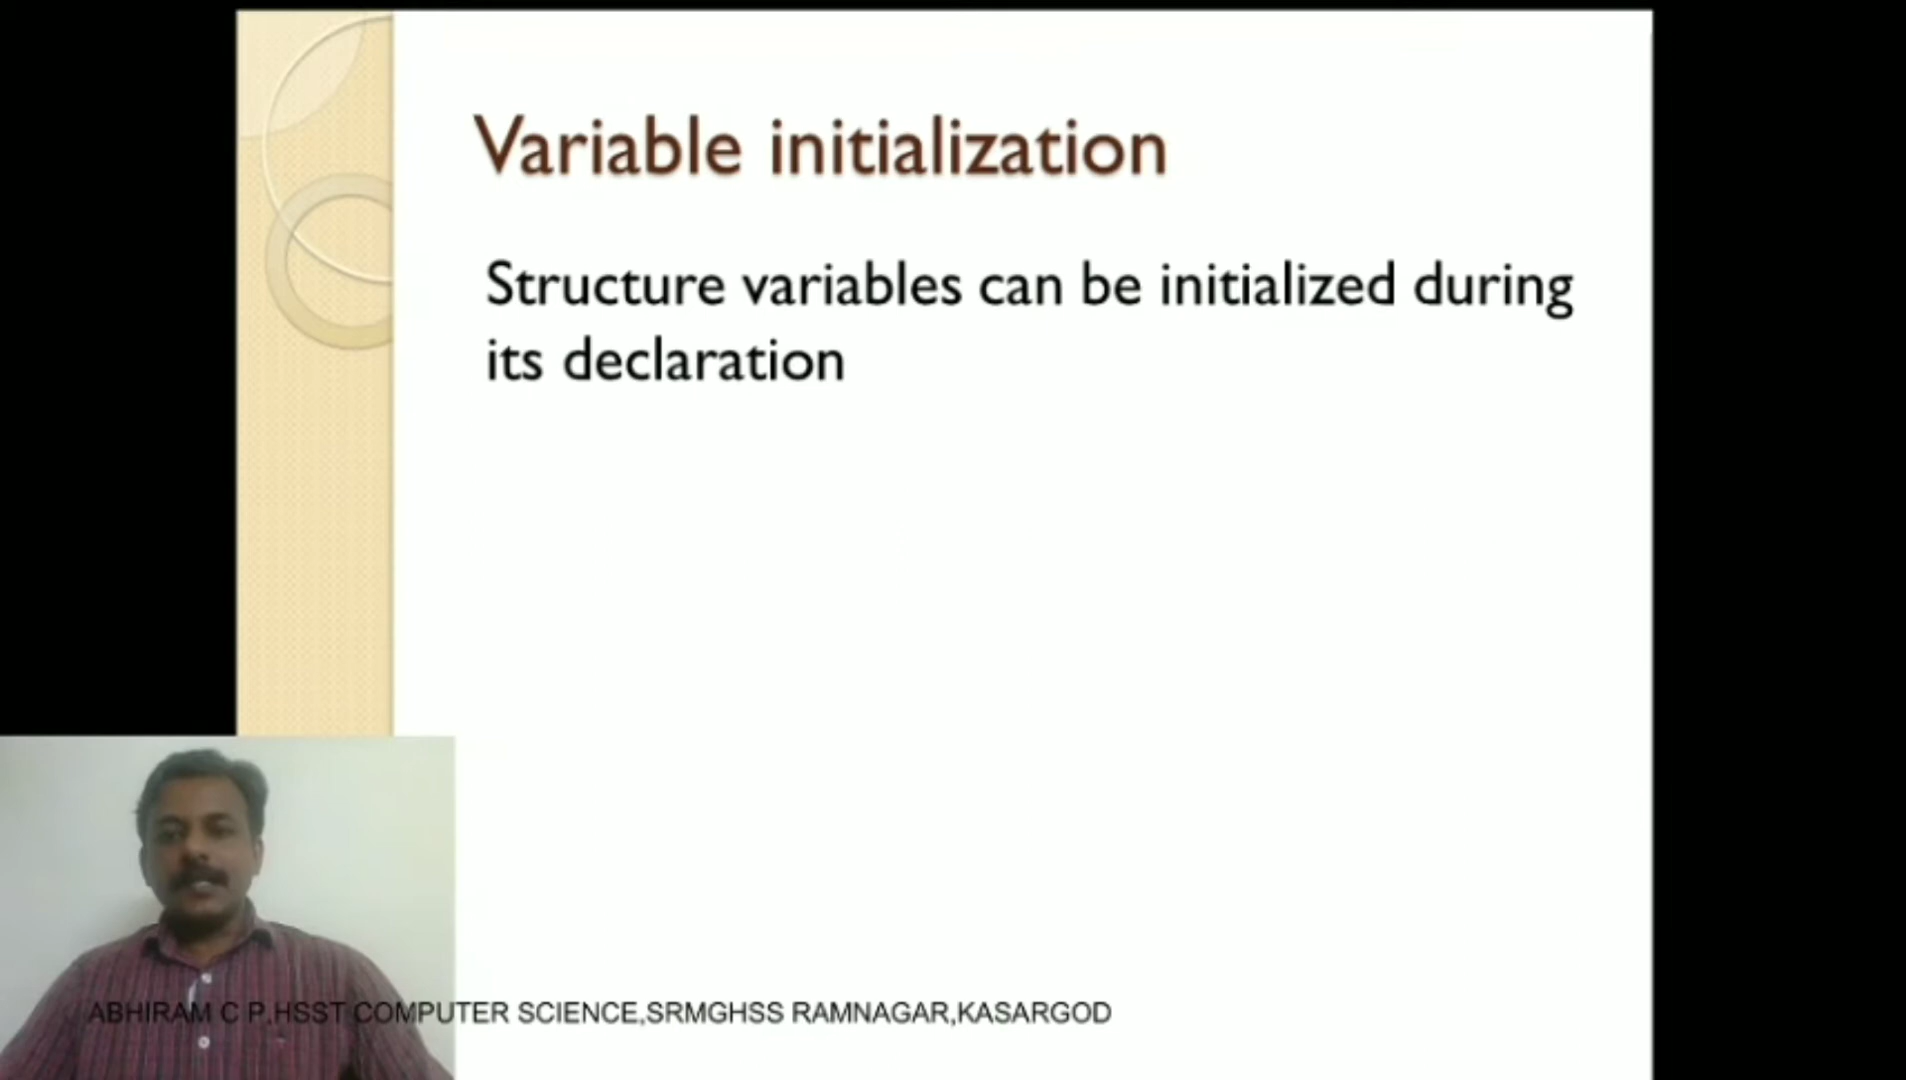 Variable initialization
Structure variables can be initialized during
its declaration
ABHIRAM C P,HSST COMPUTER SCIENCE,SRMGHSS RAMNAGAR,KASARGOD